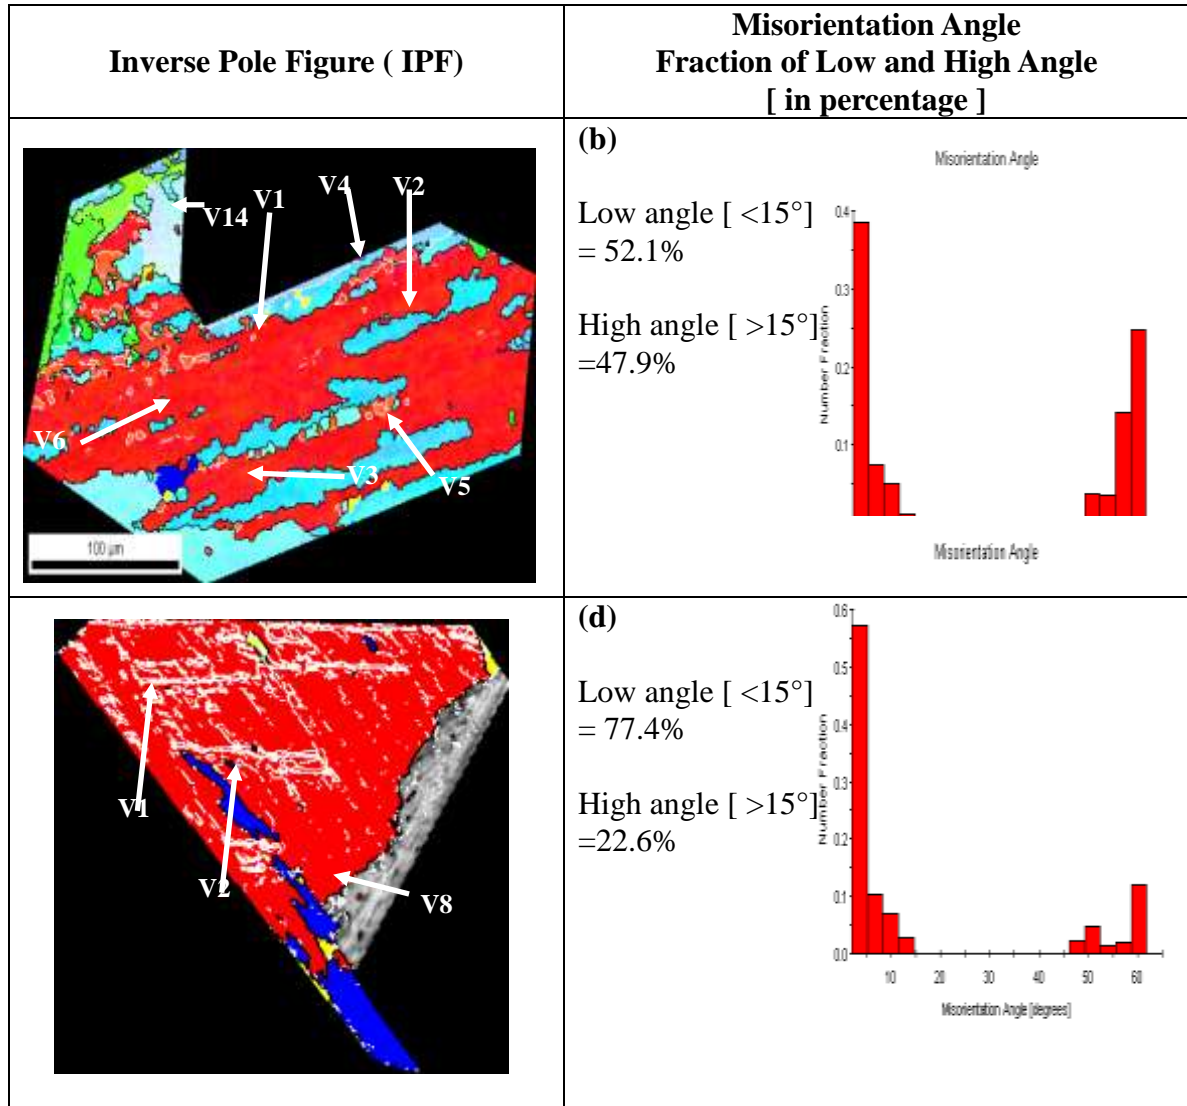 Inverse Pole Figure ( IPF)
Misorientation Angle
Fraction of Low and High Angle
[ in percentage ]
V14
V1
V4
V2
V6
V3
V5
100 µm
(b)
Misorientation Angle
Low angle [ <15°]
= 52.1%
High angle [ >15°]
=47.9%
Number Fraction
0.4
0.3
0.2
0.1
Misorientation Angle
V1
V2
V8
(d)
Low angle [ <15°]
= 77.4%
High angle [ >15°]
=22.6%
Number Fraction
0.6
0.5
0.4
0.3
0.2
0.1
0.0
10 20 30 40 50 60
Misorientation Angle [degrees]